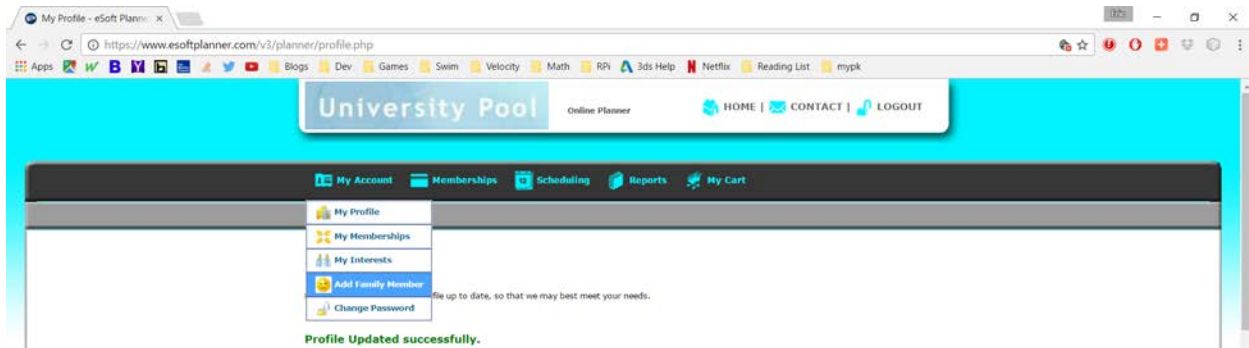 My Profile - eSoft Plann
Eric
https://www.esoftplanner.com/v3/planner/profile.php
Apps Blogs Dev Games Swim Velocity Math RPi 3ds Help Netflix Reading List mypk
University Pool Online Planner HOME | CONTACT | LOGOUT
My Account Memberships Scheduling Reports My Cart
My Profile
My Memberships
My Interests
Add Family Member
file up to date, so that we may best meet your needs.
Change Password
Profile Updated successfully.